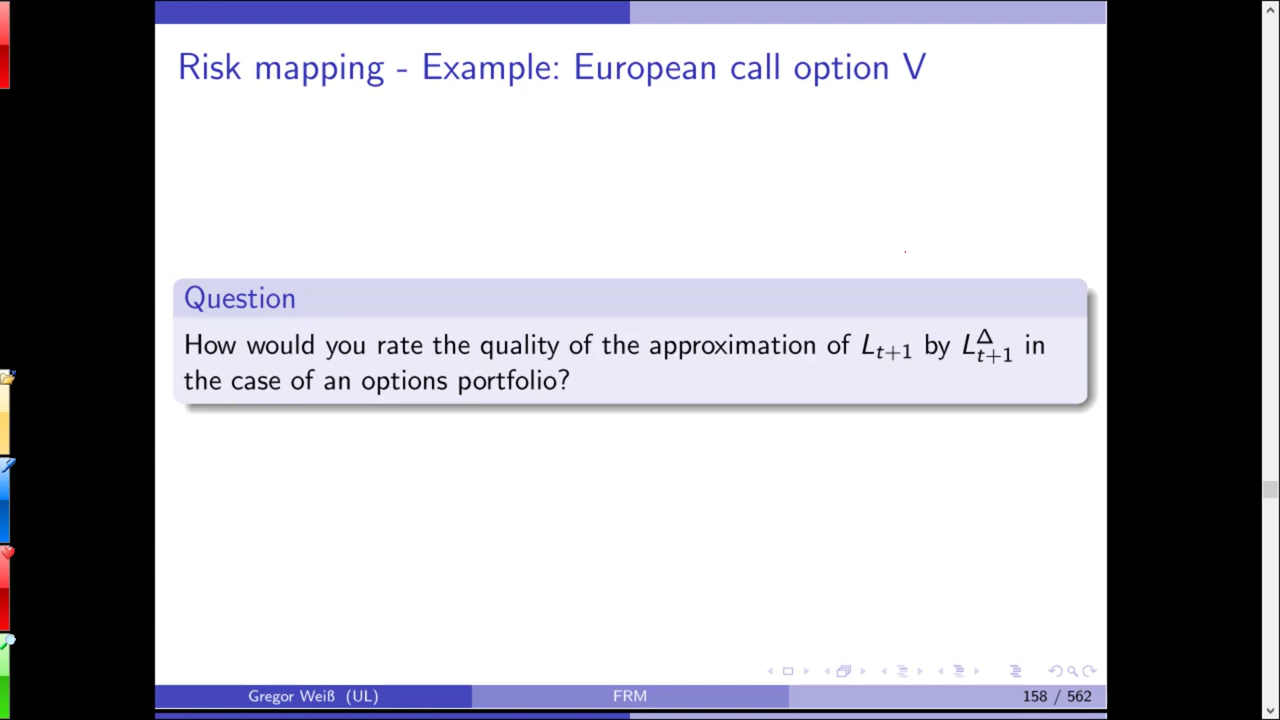 Risk mapping - Example: European call option V
Question
How would you rate the quality of the approximation of L_{t+1} by L^Δ_{t+1} in
the case of an options portfolio?
Gregor Weiß (UL) FRM 158 / 562